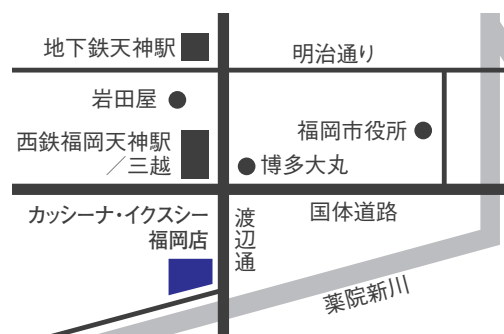 地下鉄天神駅
明治通り
岩田屋
福岡市役所
西鉄福岡天神駅
／三越
博多大丸
カッシーナ・イクスシー
福岡店
渡辺通
国体道路
薬院新川